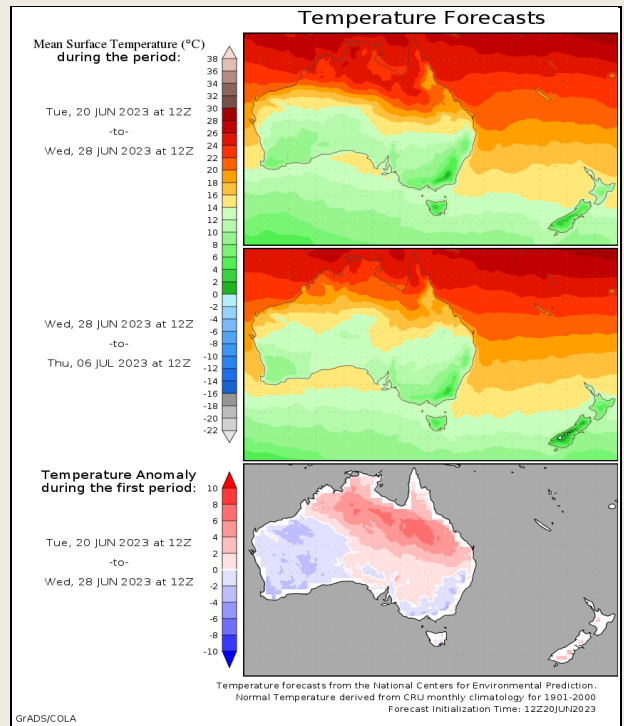 Temperature Forecasts
Mean Surface Temperature (°C)
during the period:
38
36
34
32
30
28
26
24
22
20
18
16
14
12
10
8
6
4
2
0
-2
-4
-6
-8
-10
-12
-14
-16
-18
-20
-22
Tue, 20 JUN 2023 at 12Z
-to-
Wed, 28 JUN 2023 at 12Z
Wed, 28 JUN 2023 at 12Z
-to-
Thu, 06 JUL 2023 at 12Z
Temperature Anomaly
during the first period:
10
8
6
4
2
0
-2
-4
-6
-8
-10
Tue, 20 JUN 2023 at 12Z
-to-
Wed, 28 JUN 2023 at 12Z
Temperature forecasts from the National Centers for Environmental Prediction.
Normal Temperature derived from CRU monthly climatology for 1901-2000
Forecast Initialization Time: 12Z20JUN2023
GrADS/COLA